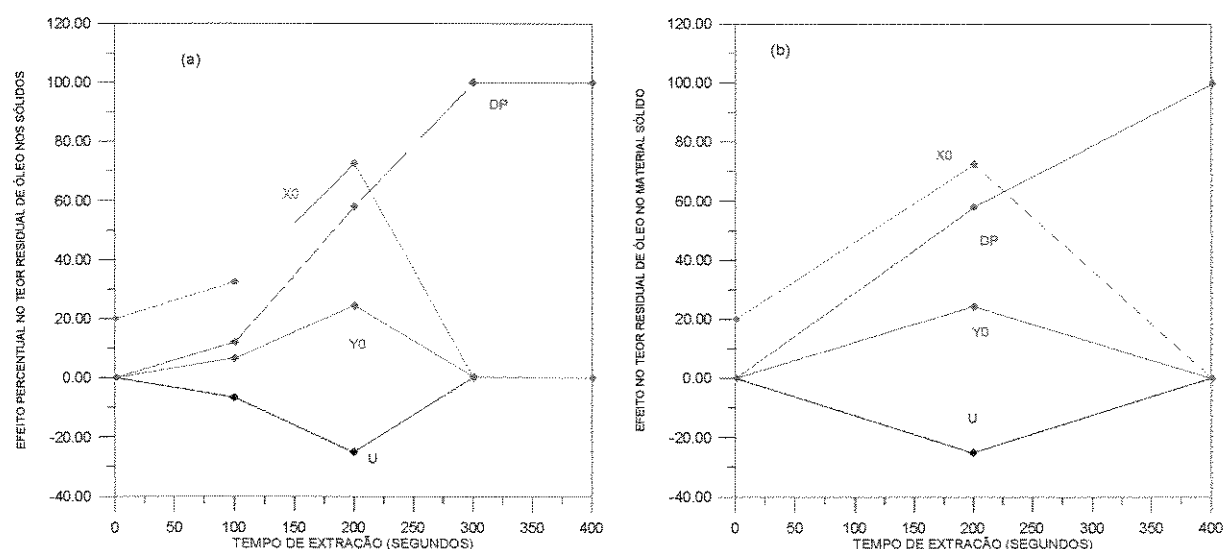 EFEITO PERCENTUAL NO TEOR RESIDUAL DE ÓLEO NOS SÓLIDOS
120.00
100.00
80.00
60.00
40.00
20.00
0.00
-20.00
-40.00
(a)
DP
X0
Y0
U
0 50 100 150 200 250 300 350 400
TEMPO DE EXTRAÇÃO (SEGUNDOS)
EFEITO NO TEOR RESIDUAL DE ÓLEO NO MATERIAL SÓLIDO
120.00
100.00
80.00
60.00
40.00
20.00
0.00
-20.00
-40.00
(b)
X0
DP
Y0
U
0 50 100 150 200 250 300 350 400
TEMPO DE EXTRAÇÃO (SEGUNDOS)